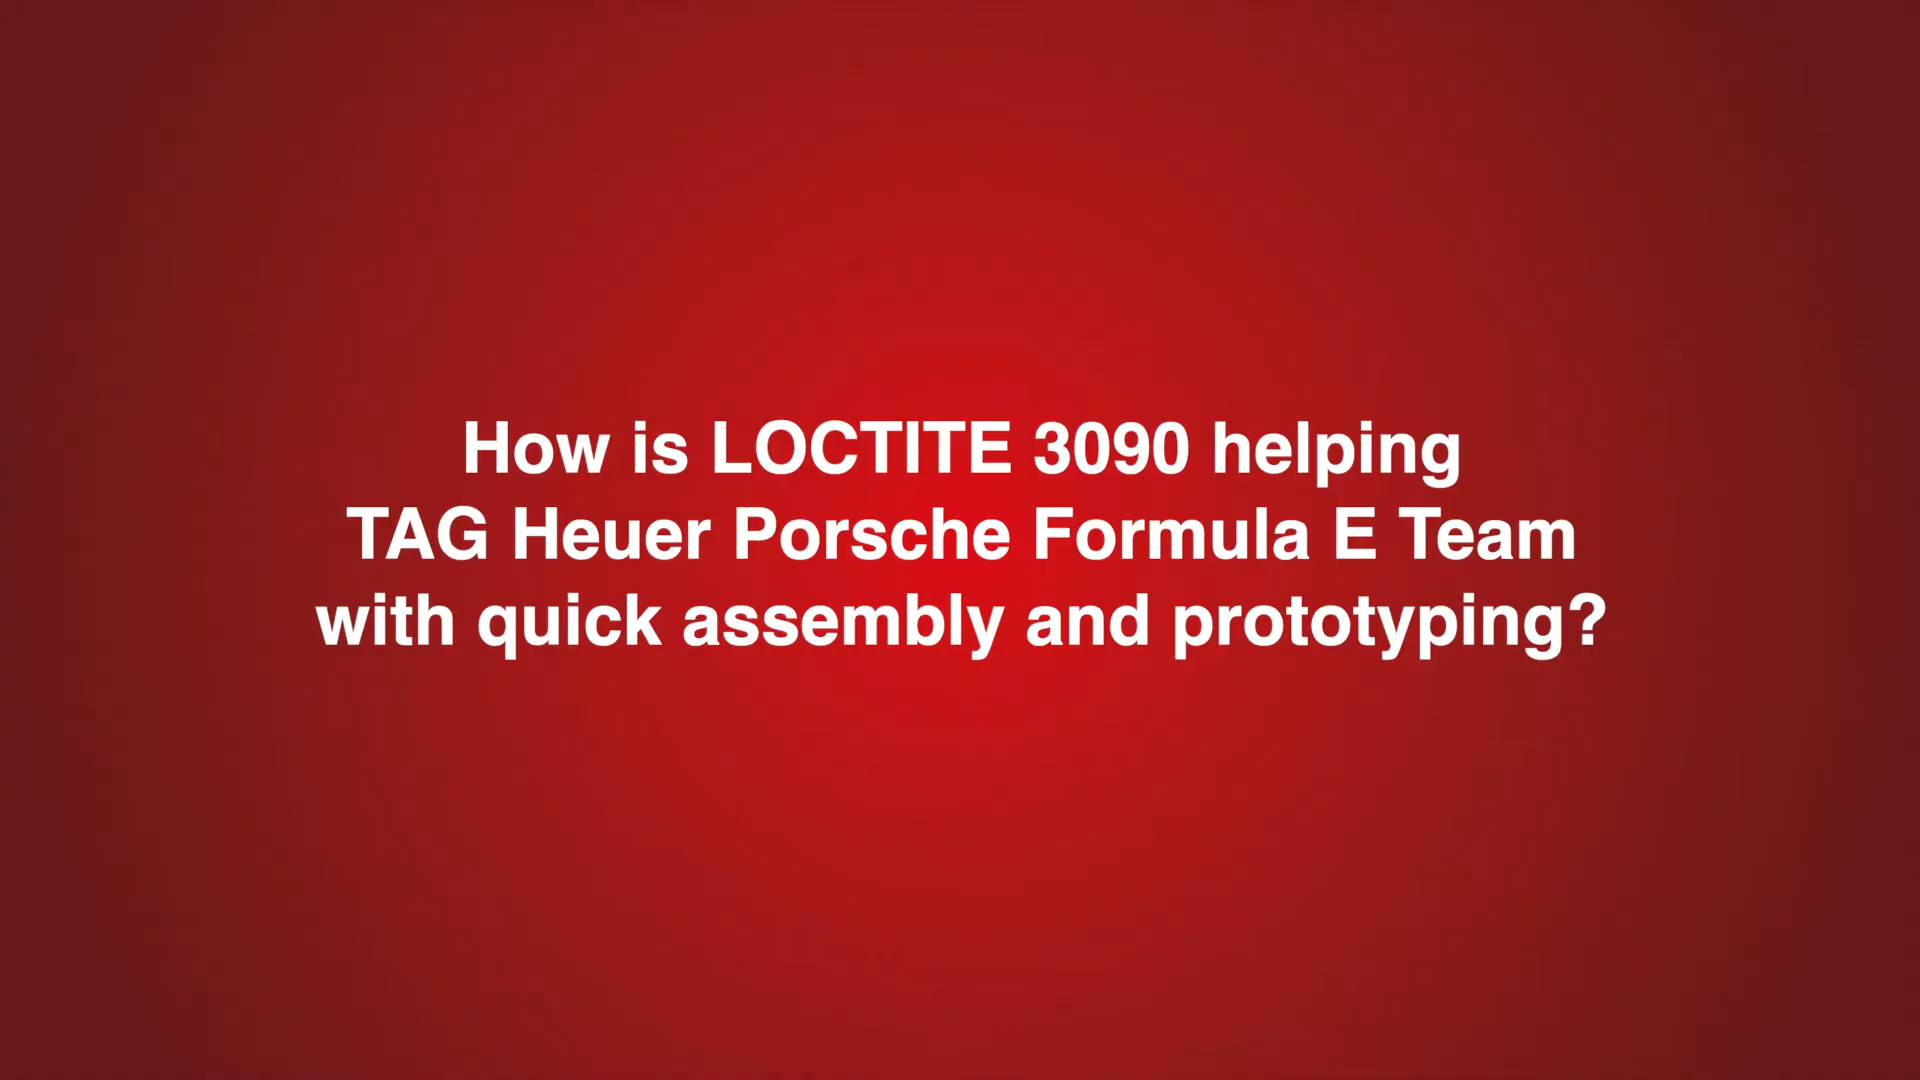 How is LOCTITE 3090 helping
TAG Heuer Porsche Formula E Team
with quick assembly and prototyping?